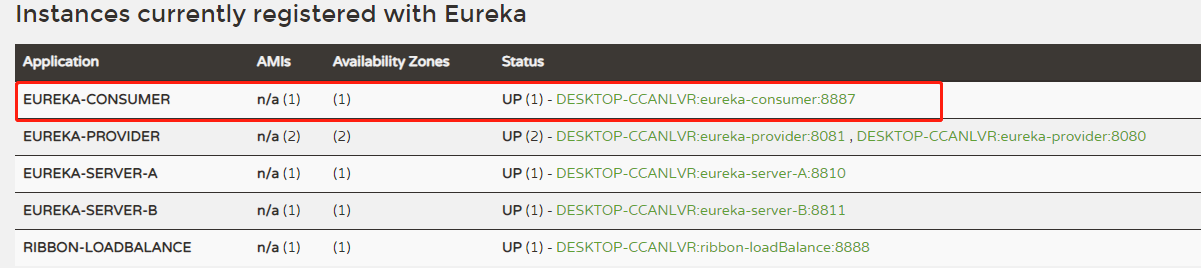 Instances currently registered with Eureka
Application AMIs Availability Zones Status
EUREKA-CONSUMER n/a (1) (1) UP (1) - DESKTOP-CCANLVR:eureka-consumer:8887
EUREKA-PROVIDER n/a (2) (2) UP (2) - DESKTOP-CCANLVR:eureka-provider:8081 , DESKTOP-CCANLVR:eureka-provider:8080
EUREKA-SERVER-A n/a (1) (1) UP (1) - DESKTOP-CCANLVR:eureka-server-A:8810
EUREKA-SERVER-B n/a (1) (1) UP (1) - DESKTOP-CCANLVR:eureka-server-B:8811
RIBBON-LOADBALANCE n/a (1) (1) UP (1) - DESKTOP-CCANLVR:ribbon-loadBalance:8888